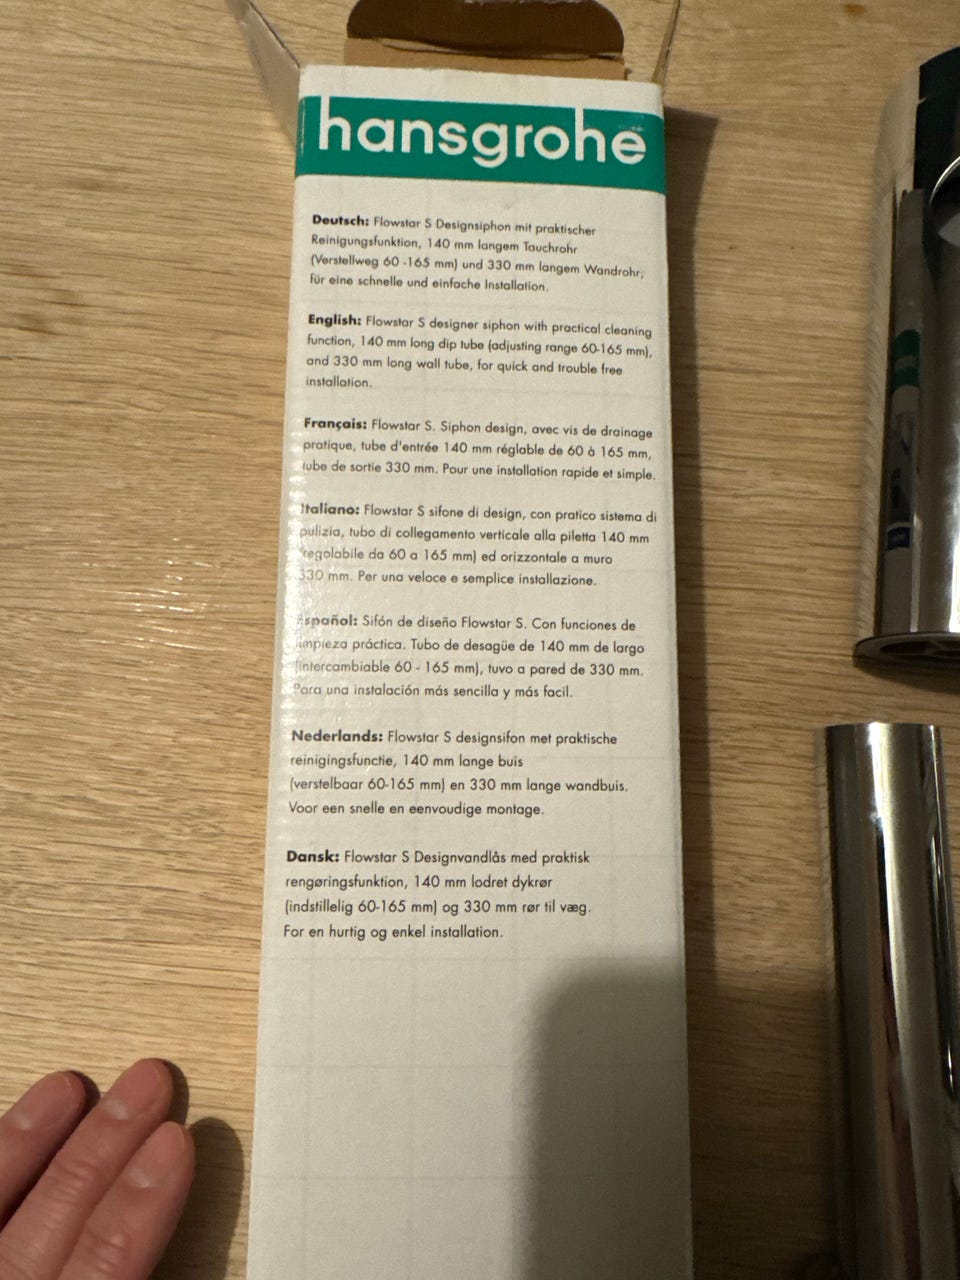 hansgrohe
Deutsch: Flowstar S Designsiphon mit praktischer
Reinigungsfunktion, 140 mm langem Tauchrohr
(Verstellweg 60 -165 mm) und 330 mm langem Wandrohr,
für eine schnelle und einfache Installation.
English: Flowstar S designer siphon with practical cleaning
function, 140 mm long dip tube (adjusting range 60-165 mm),
and 330 mm long wall tube, for quick and trouble free
installation.
Français: Flowstar S. Siphon design, avec vis de drainage
pratique, tube d'entrée 140 mm réglable de 60 à 165 mm,
tube de sortie 330 mm. Pour une installation rapide et simple.
Italiano: Flowstar S sifone di design, con pratico sistema di
pulizia, tubo di collegamento verticale alla piletta 140 mm
(regolabile da 60 a 165 mm) ed orizzontale a muro
330 mm. Per una veloce e semplice installazione.
Español: Sifón de diseño Flowstar S. Con funciones de
limpieza práctica. Tubo de desagüe de 140 mm de largo
(intercambiable 60 - 165 mm), tuvo a pared de 330 mm.
Para una instalación más sencilla y más facil.
Nederlands: Flowstar S designsifon met praktische
reinigingsfunctie, 140 mm lange buis
(verstelbaar 60-165 mm) en 330 mm lange wandbuis.
Voor een snelle en eenvoudige montage.
Dansk: Flowstar S Designvandlås med praktisk
rengøringsfunktion, 140 mm lodret dykrør
(indstillelig 60-165 mm) og 330 mm rør til væg.
For en hurtig og enkel installation.